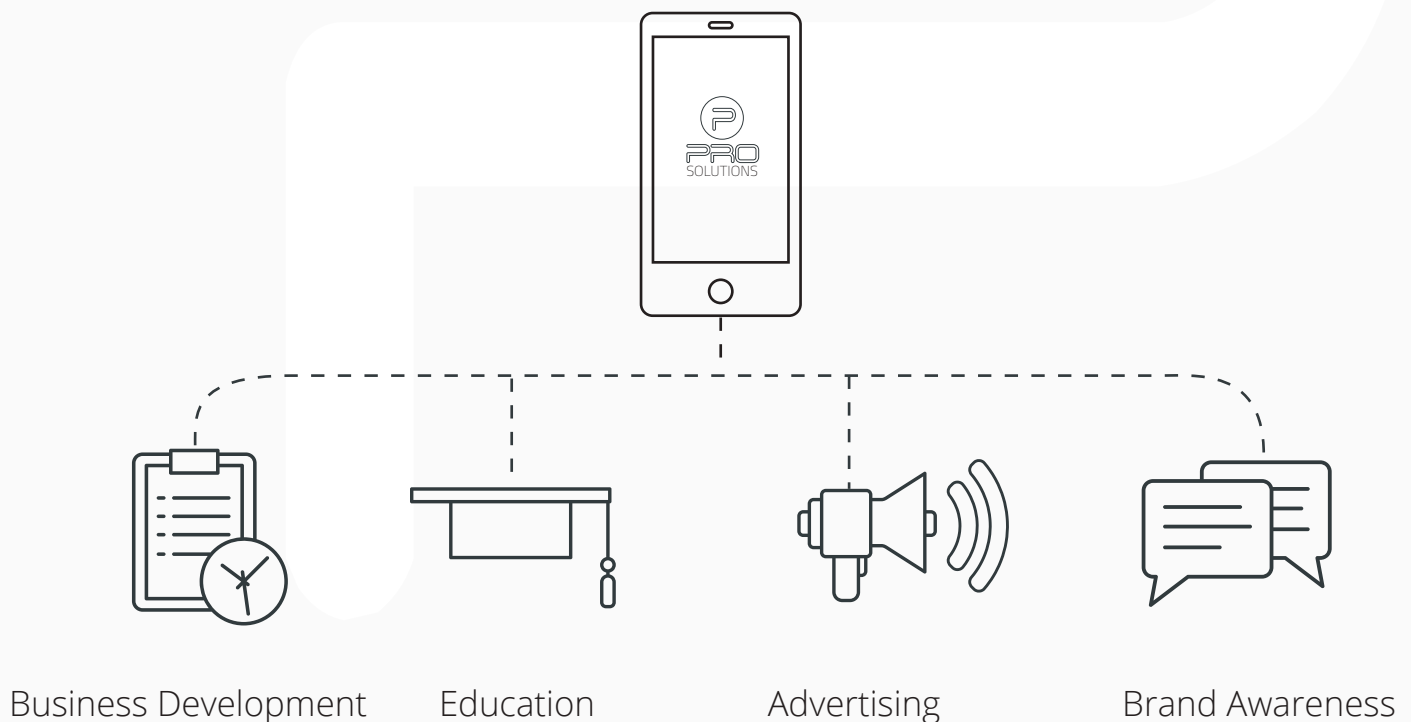 P
PRO
SOLUTIONS
Business Development
Education
Advertising
Brand Awareness